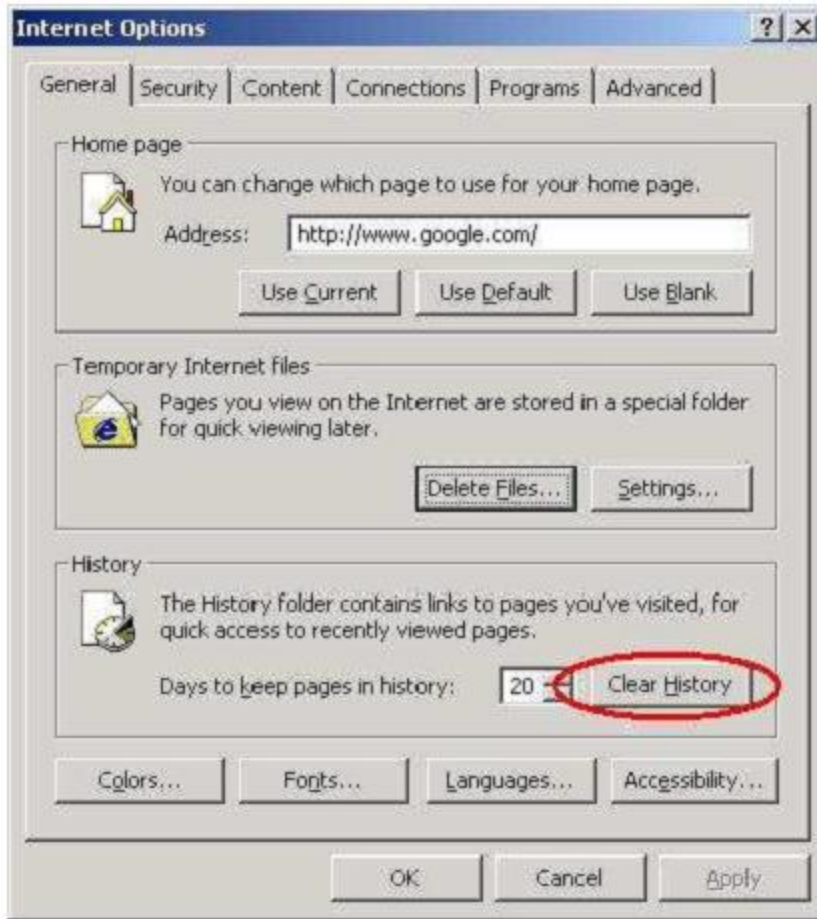 Internet Options
General Security Content Connections Programs Advanced
Home page
You can change which page to use for your home page.
Address: http://www.google.com/
Use Current Use Default Use Blank
Temporary Internet files
Pages you view on the Internet are stored in a special folder
for quick viewing later.
Delete Files... Settings...
History
The History folder contains links to pages you've visited, for
quick access to recently viewed pages.
Days to keep pages in history: 20 Clear History
Colors... Fonts... Languages... Accessibility...
OK Cancel Apply